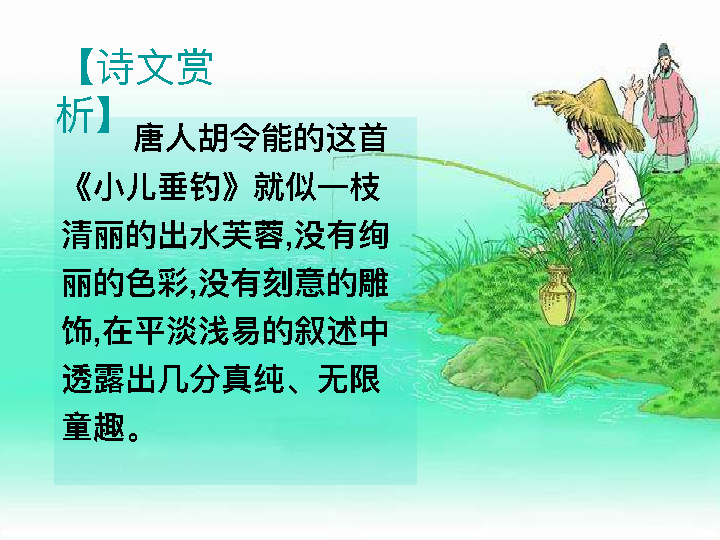 【诗文赏
析】
唐人胡令能的这首
《小儿垂钓》就似一枝
清丽的出水芙蓉,没有绚
丽的色彩,没有刻意的雕
饰,在平淡浅易的叙述中
透露出几分真纯、无限
童趣。